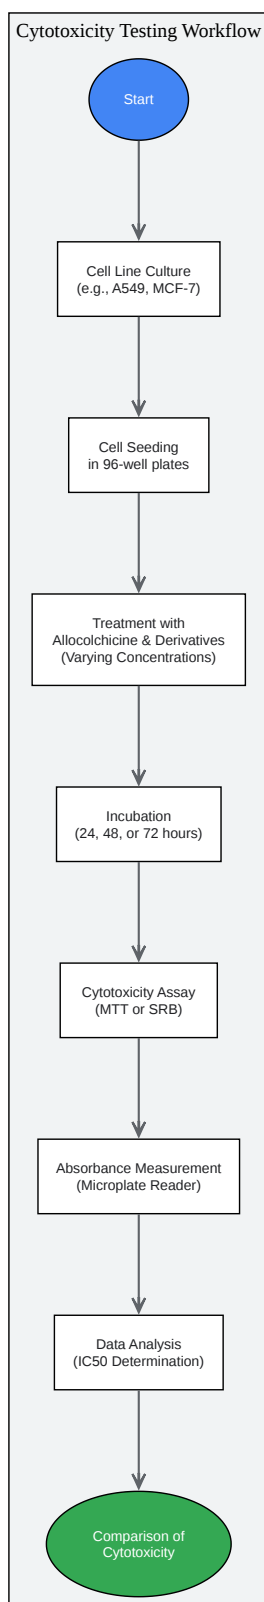 Cytotoxicity Testing Workflow
Start
Cell Line Culture
(e.g., A549, MCF-7)
Cell Seeding
in 96-well plates
Treatment with
Allocolchicine & Derivatives
(Varying Concentrations)
Incubation
(24, 48, or 72 hours)
Cytotoxicity Assay
(MTT or SRB)
Absorbance Measurement
(Microplate Reader)
Data Analysis
(IC50 Determination)
Comparison of
Cytotoxicity